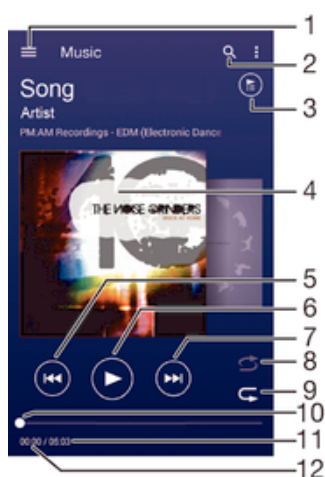 1
Music
2
Song
Artist
3
PM:AM Recordings - EDM (Electronic Dance
4
10
THE NOISE GRINDERS
5
6
7
8
9
10
00:00 / 05:03
11
12